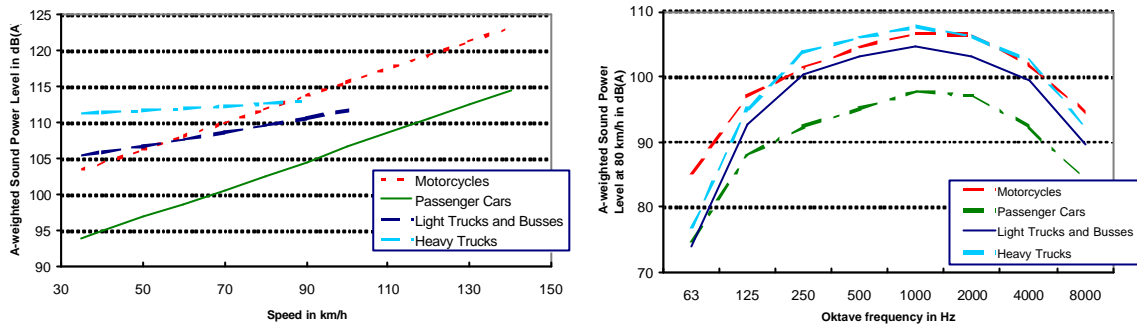 A-weighted Sound Power Level in dB(A
125
120
115
110
105
100
95
90
30
50
70
90
110
130
150
Speed in km/h
Motorcycles
Passenger Cars
Light Trucks and Busses
Heavy Trucks
A-weighted Sound Power
Level at 80 km/h in dB(A)
110
100
90
80
70
63
125
250
500
1000
2000
4000
8000
Oktave frequency in Hz
Motorcycles
Passenger Cars
Light Trucks and Busses
Heavy Trucks